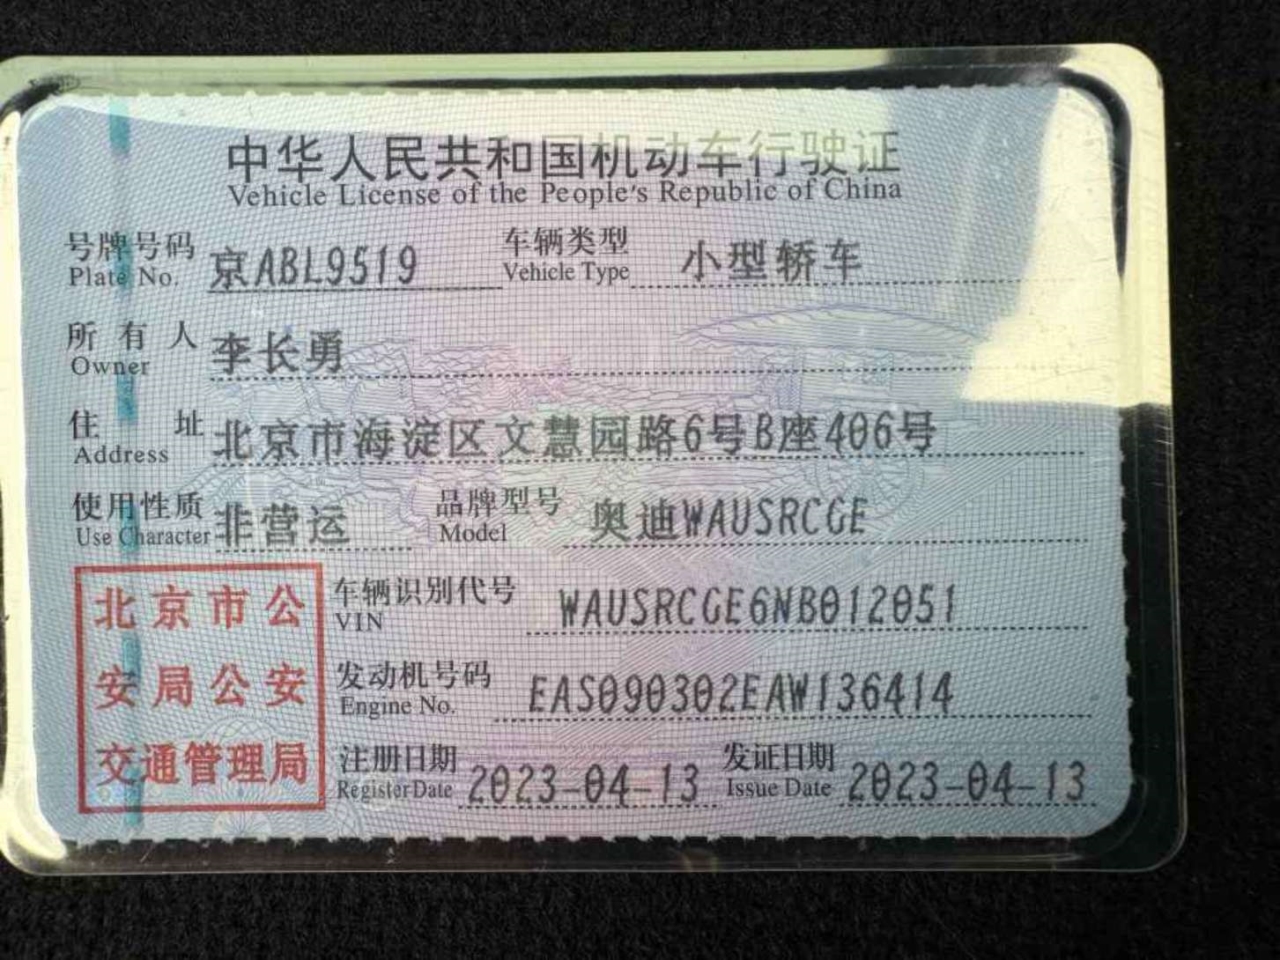 中华人民共和国机动车行驶证
Vehicle License of the People's Republic of China
号牌号码 京ABL9519 车辆类型 小型轿车
Plate No. Vehicle Type
所有人 李长勇
Owner
住址 北京市海淀区文慧园路6号B座406号
Address
使用性质 非营运 品牌型号 奥迪WAUSRCGE
Use Character Model
北京市公 车辆识别代号 WAUSRCGE6NB012051
VIN
安局公安 发动机号码 EAS090302EAW136414
Engine No.
交通管理局 注册日期 2023-04-13 发证日期 2023-04-13
Register Date Issue Date